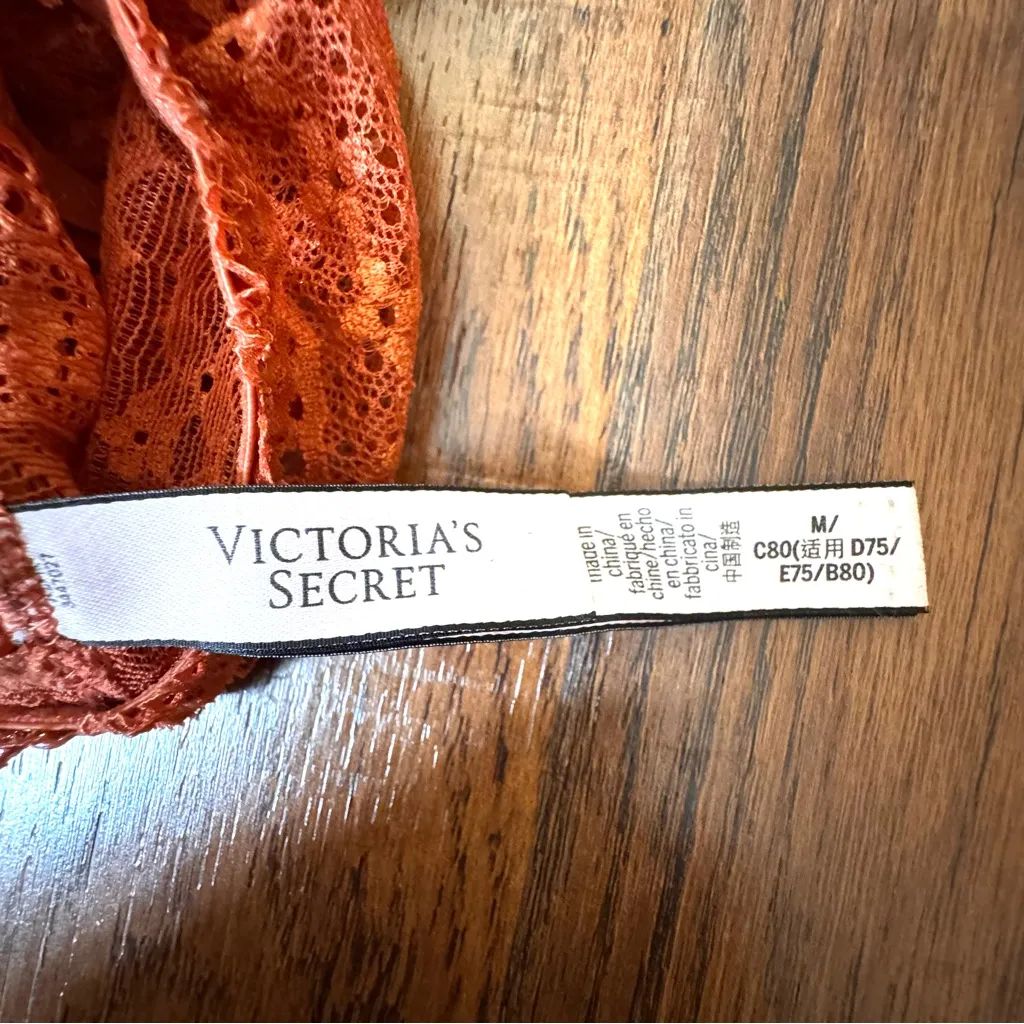 VICTORIA'S
SECRET
made in
china/
fabriqué en
chine/hecho
en china/
fabbricato in
cina/
中国制造
M/
C80(适用 D75/
E75/B80)